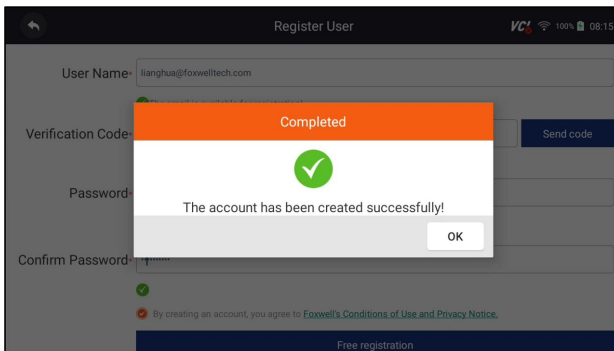 Register User
VCI 100% 08:15
User Name*
lianghua@foxwelltech.com
Completed
Verification Code*
Send code
Password*
The account has been created successfully!
OK
Confirm Password*
By creating an account, you agree to Foxwell's Conditions of Use and Privacy Notice.
Free registration